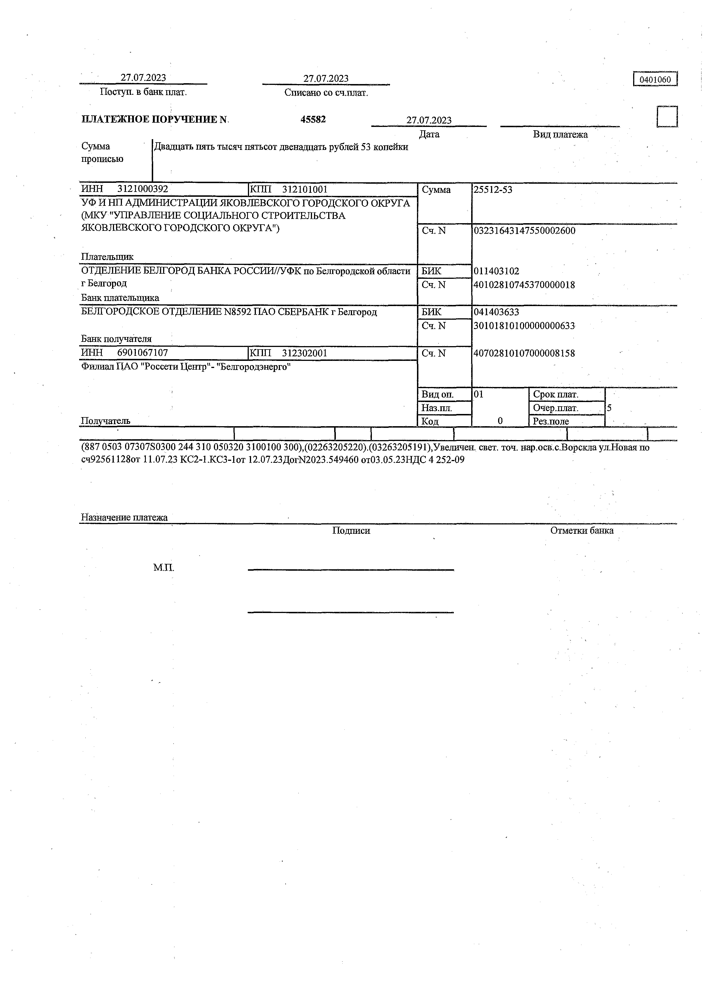 27.07.2023 27.07.2023 0401060
Поступ. в банк плат. Списано со сч.плат.
ПЛАТЕЖНОЕ ПОРУЧЕНИЕ N 45582 27.07.2023
Дата Вид платежа
Сумма Двадцать пять тысяч пятьсот двенадцать рублей 53 копейки
прописью
ИНН 3121000392 КПП 312101001 Сумма 25512-53
УФ И НП АДМИНИСТРАЦИИ ЯКОВЛЕВСКОГО ГОРОДСКОГО ОКРУГА
(МКУ "УПРАВЛЕНИЕ СОЦИАЛЬНОГО СТРОИТЕЛЬСТВА
ЯКОВЛЕВСКОГО ГОРОДСКОГО ОКРУГА") Сч. N 03231643147550002600
Плательщик
ОТДЕЛЕНИЕ БЕЛГОРОД БАНКА РОССИИ//УФК по Белгородской области БИК 011403102
г Белгород Сч. N 40102810745370000018
Банк плательщика
БЕЛГОРОДСКОЕ ОТДЕЛЕНИЕ N8592 ПАО СБЕРБАНК г Белгород БИК 041403633
Сч. N 30101810100000000633
Банк получателя
ИНН 6901067107 КПП 312302001 Сч. N 40702810107000008158
Филиал ПАО "Россети Центр"- "Белгородэнерго"
Вид оп. 01 Срок плат.
Наз.пл. Очер.плат. 5
Получатель Код 0 Рез.поле
(887 0503 07307S0300 244 310 050320 3100100 300),(02263205220).(03263205191),Увеличен. свет. точ. нар.осв.с.Ворскла ул.Новая по
сч92561128от 11.07.23 КС2-1.КС3-1от 12.07.23ДогN2023.549460 от03.05.23НДС 4 252-09
Назначение платежа
Подписи Отметки банка
М.П.